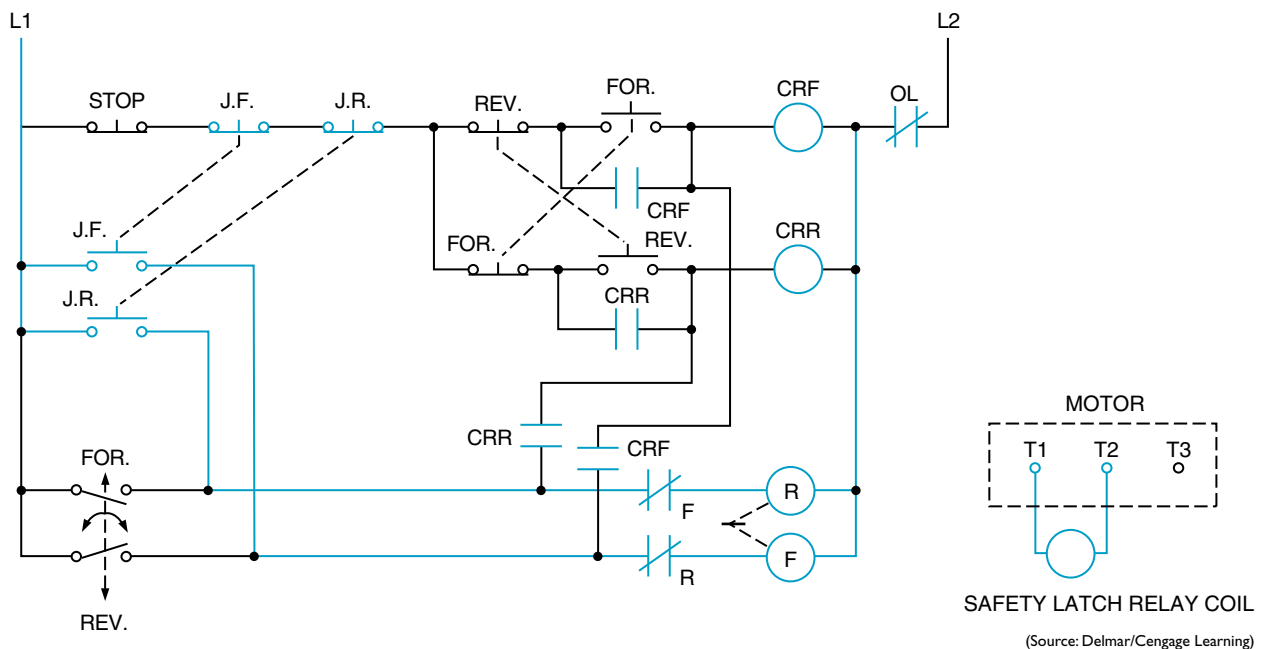 L1
L2
STOP
J.F.
J.R.
REV.
FOR.
CRF
OL
CRF
J.F.
FOR.
REV.
CRR
J.R.
CRR
MOTOR
CRR
CRF
T1 T2 T3
FOR.
R
F
F
R
REV.
SAFETY LATCH RELAY COIL
(Source: Delmar/Cengage Learning)